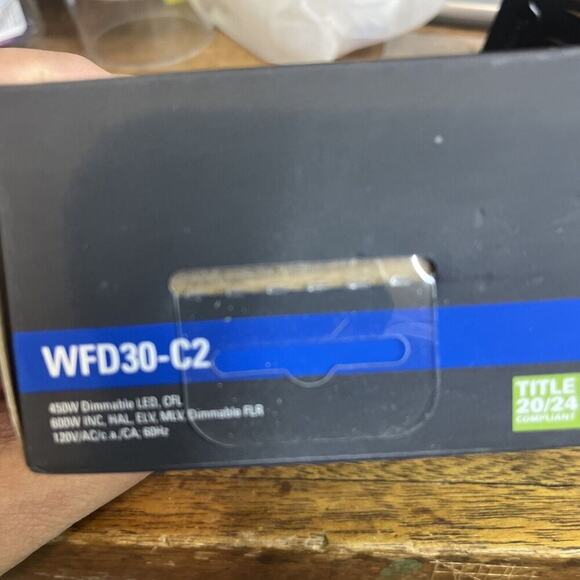 WFD30-C2
450W Dimmable LED, CFL
600W INC, HAL, ELV, MLV, Dimmable FLR
120V/AC/c.a./CA, 60Hz
TITLE
20/24
COMPLIANT